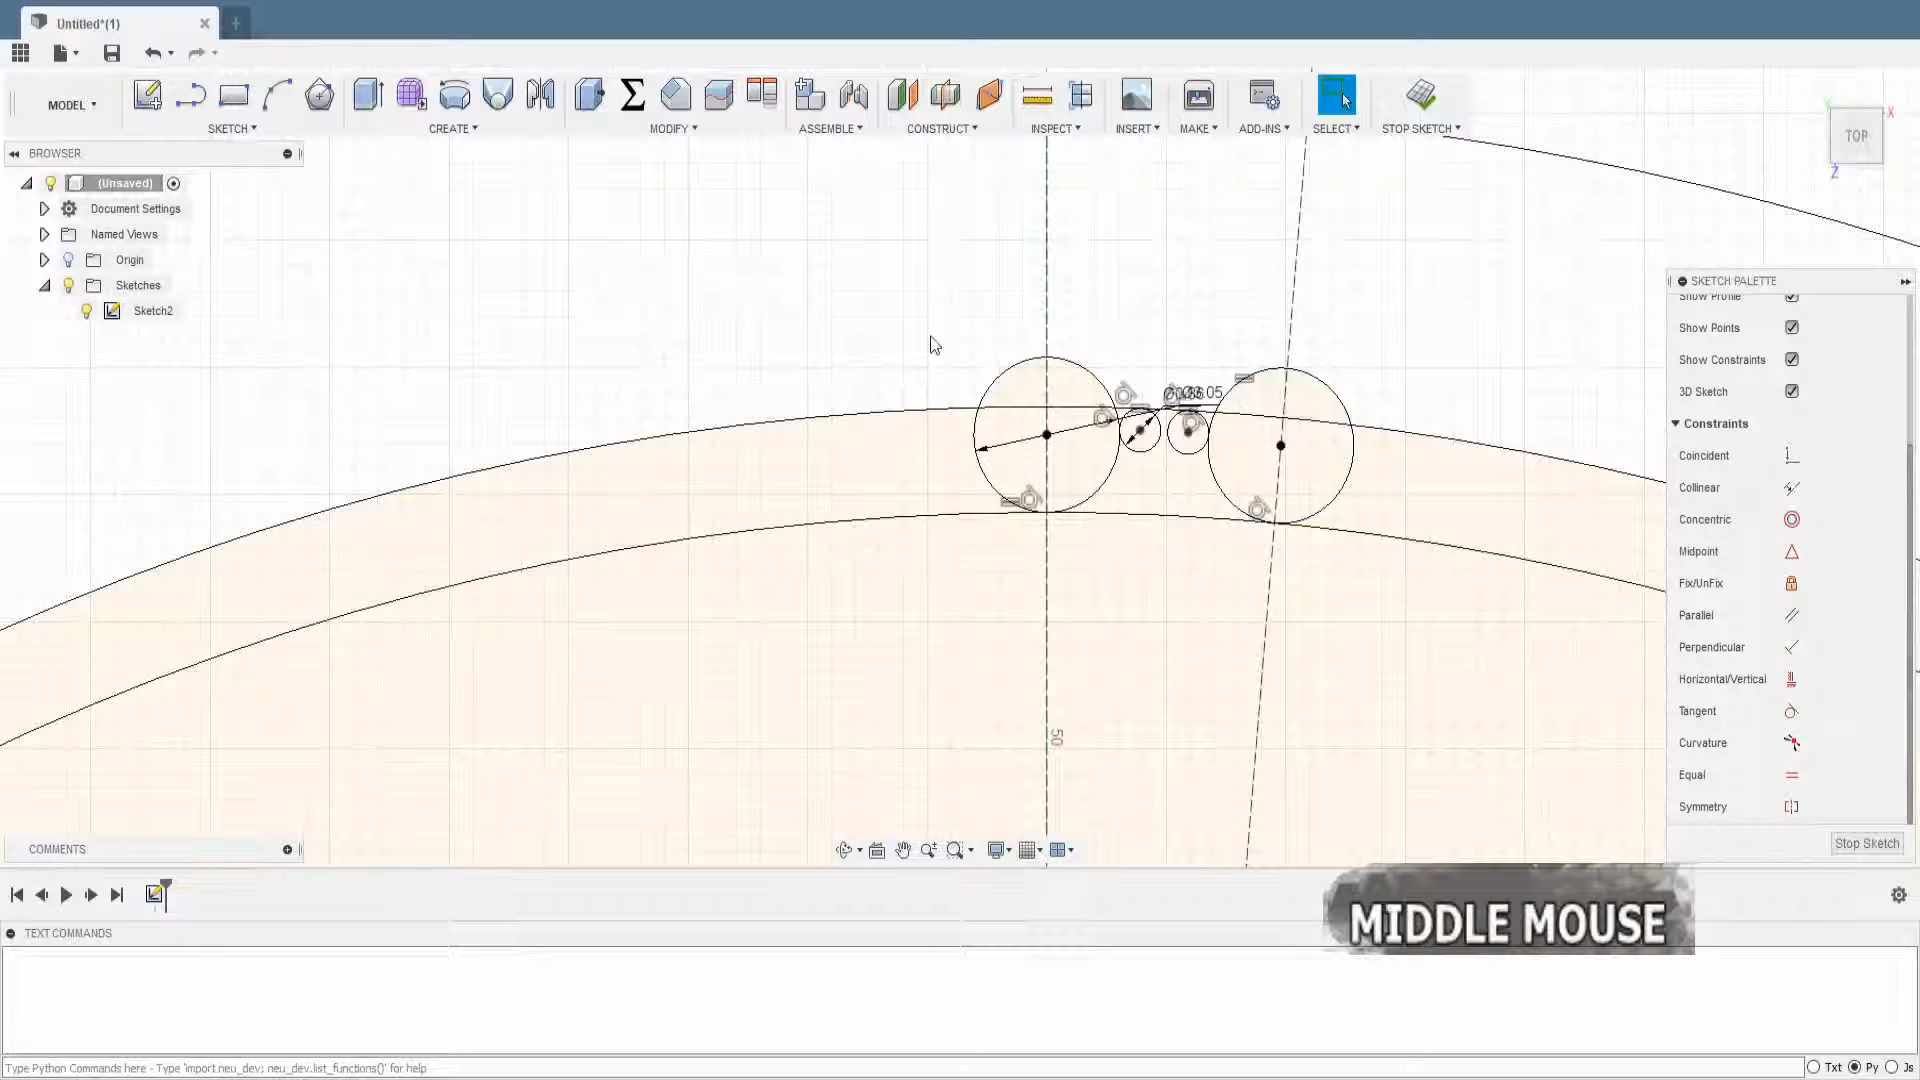 Untitled*(1)
MODEL
SKETCH
CREATE
MODIFY
ASSEMBLE
CONSTRUCT
INSPECT
INSERT
MAKE
ADD-INS
SELECT
STOP SKETCH
TOP
X
Z
BROWSER
(Unsaved)
Document Settings
Named Views
Origin
Sketches
Sketch2
50
SKETCH PALETTE
Show Profile
Show Points
Show Constraints
3D Sketch
Constraints
Coincident
Collinear
Concentric
Midpoint
Fix/UnFix
Parallel
Perpendicular
Horizontal/Vertical
Tangent
Curvature
Equal
Symmetry
Stop Sketch
COMMENTS
MIDDLE MOUSE
TEXT COMMANDS
Type Python Commands here - Type 'import neu_dev; neu_dev.list_functions()' for help
Txt Py Js